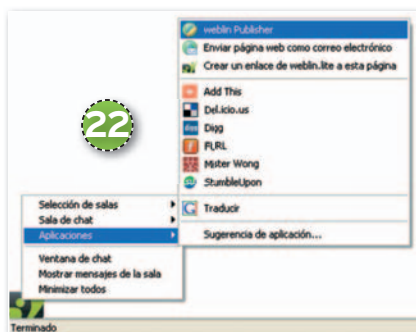 weblin Publisher
Enviar página web como correo electrónico
Crear un enlace de weblin.lite a esta página
Add This
Del.icio.us
Digg
FURL
Mister Wong
StumbleUpon
Traducir
Sugerencia de aplicación...
22
Selección de salas
Sala de chat
Aplicaciones
Ventana de chat
Mostrar mensajes de la sala
Minimizar todos
Terminado